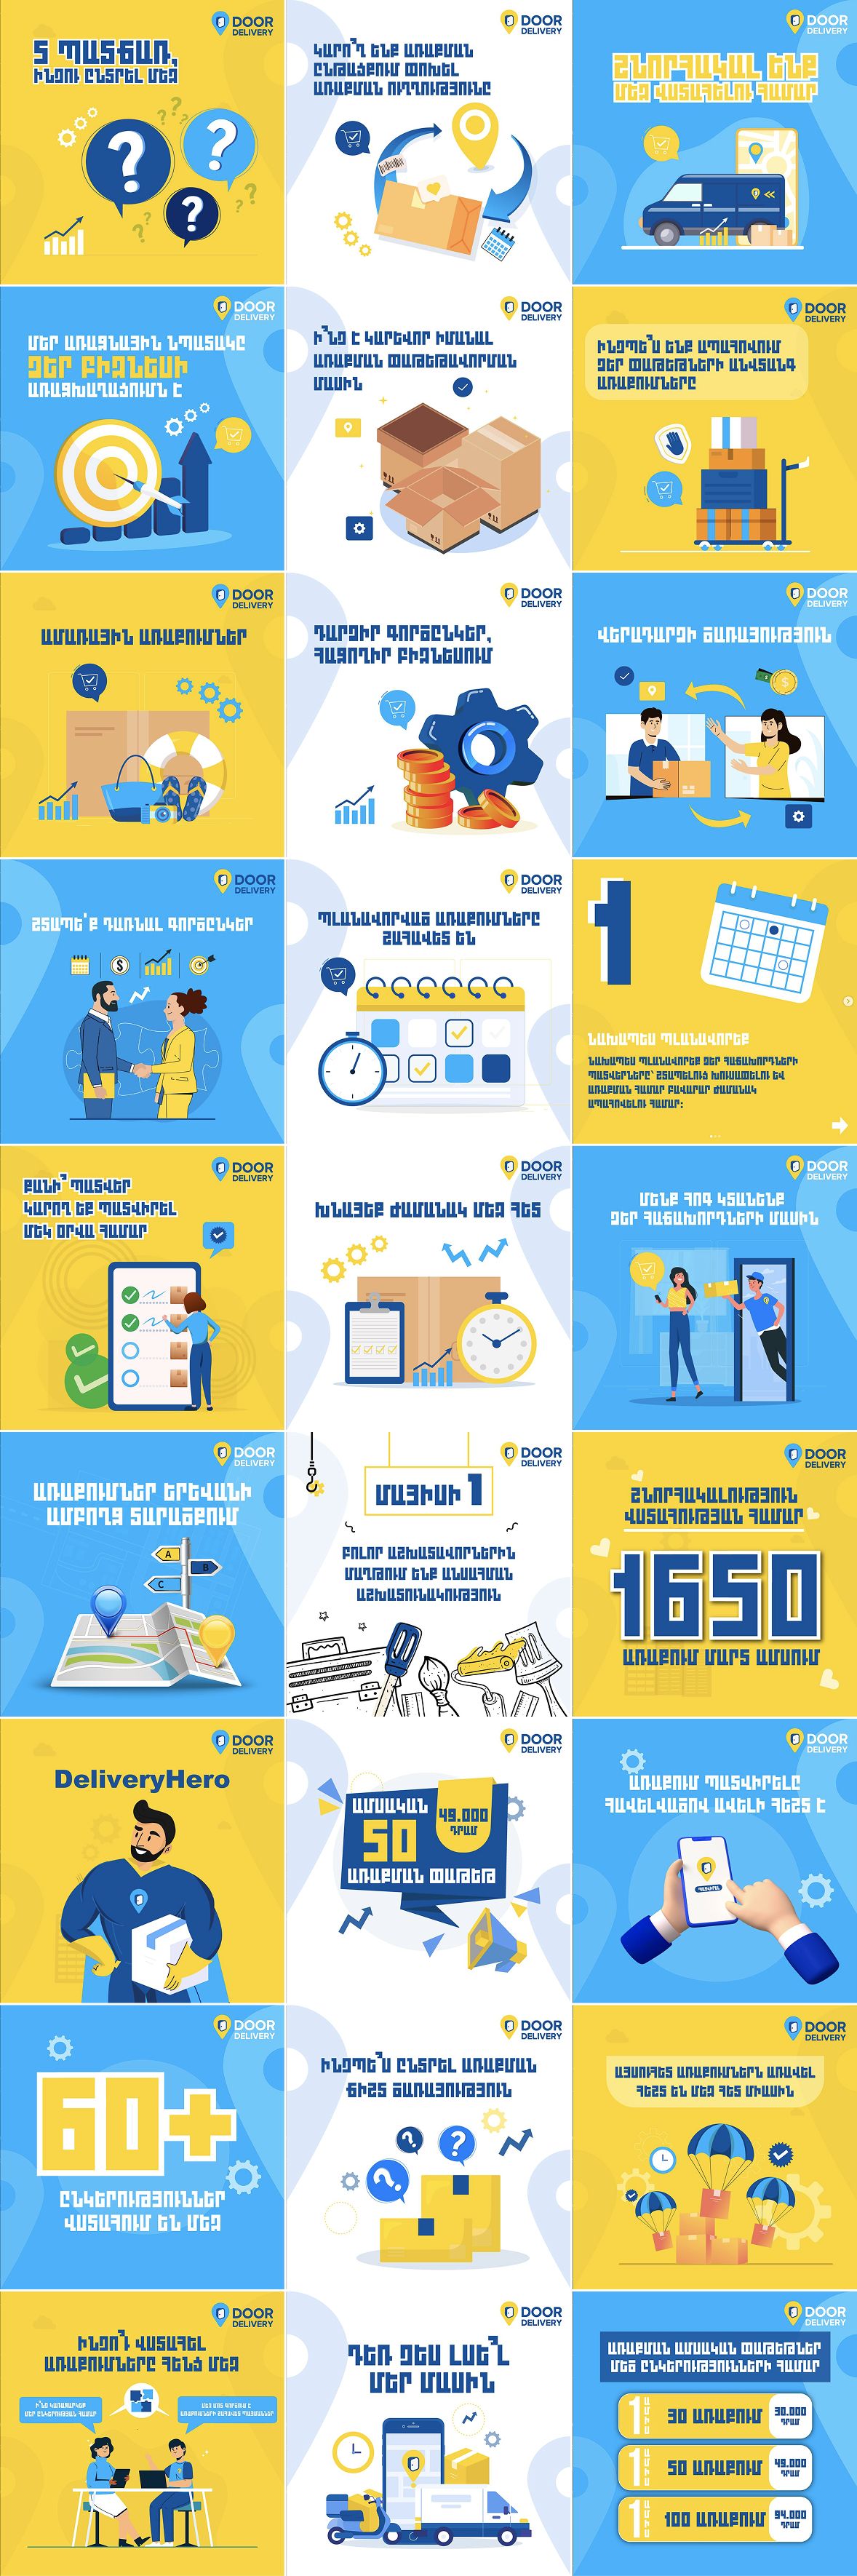 DOOR
DELIVERY
5 ՊԱՏՃԱՌ,
ԻՆՉՈՒ ԸՆՏՐԵԼ ՄԵԶ
DOOR
DELIVERY
ԿԱՐՈ՞Ղ ԵՆՔ ԱՌԱՔՄԱՆ
ԸՆԹԱՑՔՈՒՄ ՓՈԽԵԼ
ԱՌԱՔՄԱՆ ՈՒՂՂՈՒԹՅՈՒՆԸ
DOOR
DELIVERY
ՇՆՈՐՀԱԿԱԼ ԵՆՔ
ՄԵԶ ՎՍՏԱՀԵԼՈՒ ՀԱՄԱՐ
DOOR
DELIVERY
ՄԵՐ ԱՌԱՋՆԱՅԻՆ ՆՊԱՏԱԿԸ
ՁԵՐ ԲԻԶՆԵՍԻ
ԱՌԱՋԽԱՂԱՑՈՒՄՆ Է
DOOR
DELIVERY
Ի՞ՆՉ Է ԿԱՐԵՎՈՐ ԻՄԱՆԱԼ
ԱՌԱՔՄԱՆ ՓԱԹԵԹԱՎՈՐՄԱՆ
ՄԱՍԻՆ
DOOR
DELIVERY
ԻՆՉՊԵ՞Ս ԵՆՔ ԱՊԱՀՈՎՈՒՄ
ՁԵՐ ՓԱԹԵԹՆԵՐԻ ԱՆՎՏԱՆԳ
ԱՌԱՔՈՒՄՆԵՐԸ
DOOR
DELIVERY
ԱՄԱՌԱՅԻՆ ԱՌԱՔՈՒՄՆԵՐ
DOOR
DELIVERY
ԴԱՐՁԻՐ ԳՈՐԾԸՆԿԵՐ,
ՀԱՋՈՂԻՐ ԲԻԶՆԵՍՈՒՄ
DOOR
DELIVERY
ՎԵՐԱԴԱՐՁԻ ԾԱՌԱՅՈՒԹՅՈՒՆ
DOOR
DELIVERY
ՇՏԱՊԵ՛Ք ԴԱՌՆԱԼ ԳՈՐԾԸՆԿԵՐ
DOOR
DELIVERY
ՊԼԱՆԱՎՈՐՎԱԾ ԱՌԱՔՈՒՄՆԵՐԸ
ՇԱՀԱՎԵՏ ԵՆ
1
ՆԱԽԱՊԵՍ ՊԼԱՆԱՎՈՐԵՔ
ՆԱԽԱՊԵՍ ՊԼԱՆԱՎՈՐԵՔ ՁԵՐ ՀԱՃԱԽՈՐԴՆԵՐԻ
ՊԱՏՎԵՐՆԵՐԸ՝ ՇՏԱՊԵԼՈՒՑ ԽՈՒՍԱՓԵԼՈՒ ԵՎ
ԱՌԱՔՄԱՆ ՀԱՄԱՐ ԲԱՎԱՐԱՐ ԺԱՄԱՆԱԿ
ԱՊԱՀՈՎԵԼՈՒ ՀԱՄԱՐ:
DOOR
DELIVERY
ՔԱՆԻ՞ ՊԱՏՎԵՐ
ԿԱՐՈՂ ԵՔ ՊԱՏՎԻՐԵԼ
ՄԵԿ ՕՐՎԱ ՀԱՄԱՐ
DOOR
DELIVERY
ԽՆԱՅԵՔ ԺԱՄԱՆԱԿ ՄԵԶ ՀԵՏ
DOOR
DELIVERY
ՄԵՆՔ ՀՈԳ ԿՏԱՆԵՆՔ
ՁԵՐ ՀԱՃԱԽՈՐԴՆԵՐԻ ՄԱՍԻՆ
DOOR
DELIVERY
ԱՌԱՔՈՒՄՆԵՐ ԵՐԵՎԱՆԻ
ԱՄԲՈՂՋ ՏԱՐԱԾՔՈՒՄ
A
B
C
DOOR
DELIVERY
ՄԱՅԻՍԻ 1
ԲՈԼՈՐ ԱՇԽԱՏԱՎՈՐՆԵՐԻՆ
ՄԱՂԹՈՒՄ ԵՆՔ ԱՆՍԱՀՄԱՆ
ԱՇԽԱՏՈՒՆԱԿՈՒԹՅՈՒՆ
DOOR
DELIVERY
ՇՆՈՐՀԱԿԱԼՈՒԹՅՈՒՆ
ՎՍՏԱՀՈՒԹՅԱՆ ՀԱՄԱՐ
1650
ԱՌԱՔՈՒՄ ՄԱՐՏ ԱՄՍՈՒՄ
DOOR
DELIVERY
DeliveryHero
DOOR
DELIVERY
ԱՄՍԱԿԱՆ
50
ԱՌԱՔՄԱՆ ՓԱԹԵԹ
49.000
ԴՐԱՄ
DOOR
DELIVERY
ԱՌԱՔՈՒՄ ՊԱՏՎԻՐԵԼԸ
ՀԱՎԵԼՎԱԾՈՎ ԱՎԵԼԻ ՀԵՇՏ Է
ՊԱՏՎԻՐԵԼ
DOOR
DELIVERY
60+
ԸՆԿԵՐՈՒԹՅՈՒՆՆԵՐ
ՎՍՏԱՀՈՒՄ ԵՆ ՄԵԶ
DOOR
DELIVERY
ԻՆՉՊԵ՞Ս ԸՆՏՐԵԼ ԱՌԱՔՄԱՆ
ՃԻՇՏ ԾԱՌԱՅՈՒԹՅՈՒՆ
DOOR
DELIVERY
ԱՅՍՈՒՀԵՏ ԱՌԱՔՈՒՄՆԵՐՆ ԱՌԱՎԵԼ
ՀԵՇՏ ԵՆ ՄԵԶ ՀԵՏ ՄԻԱՍԻՆ
DOOR
DELIVERY
ԻՆՉՈ՞Ւ ՎՍՏԱՀԵԼ
ԱՌԱՔՈՒՄՆԵՐԸ ՀԵՆՑ ՄԵԶ
DOOR
DELIVERY
ԴԵՌ ՉԵՍ ԼՍԵ՞Լ
ՄԵՐ ՄԱՍԻՆ
DOOR
DELIVERY
ԱՌԱՔՄԱՆ ԱՄՍԱԿԱՆ ՓԱԹԵԹՆԵՐ
ՄԵԾ ԸՆԿԵՐՈՒԹՅՈՒՆՆԵՐԻ ՀԱՄԱՐ
1 ԱՄԻՍ 30 ԱՌԱՔՈՒՄ 30.000 ԴՐԱՄ
1 ԱՄԻՍ 50 ԱՌԱՔՈՒՄ 49.000 ԴՐԱՄ
1 ԱՄԻՍ 100 ԱՌԱՔՈՒՄ 94.000 ԴՐԱՄ